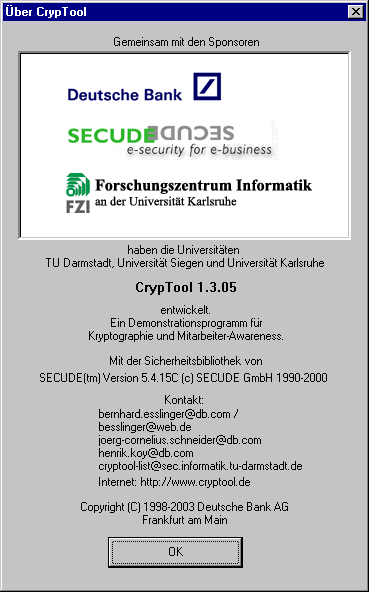 Über CrypTool
Gemeinsam mit den Sponsoren
Deutsche Bank
SECUDE SECUDE
e-security for e-business
FZI Forschungszentrum Informatik
an der Universität Karlsruhe
haben die Universitäten
TU Darmstadt, Universität Siegen und Universität Karlsruhe
CrypTool 1.3.05
entwickelt.
Ein Demonstrationsprogramm für
Kryptographie und Mitarbeiter-Awareness.
Mit der Sicherheitsbibliothek von
SECUDE(tm) Version 5.4.15C (c) SECUDE GmbH 1990-2000
Kontakt:
bernhard.esslinger@db.com /
besslinger@web.de
joerg-cornelius.schneider@db.com
henrik.koy@db.com
cryptool-list@sec.informatik.tu-darmstadt.de
Internet: http://www.cryptool.de
Copyright (C) 1998-2003 Deutsche Bank AG
Frankfurt am Main
OK